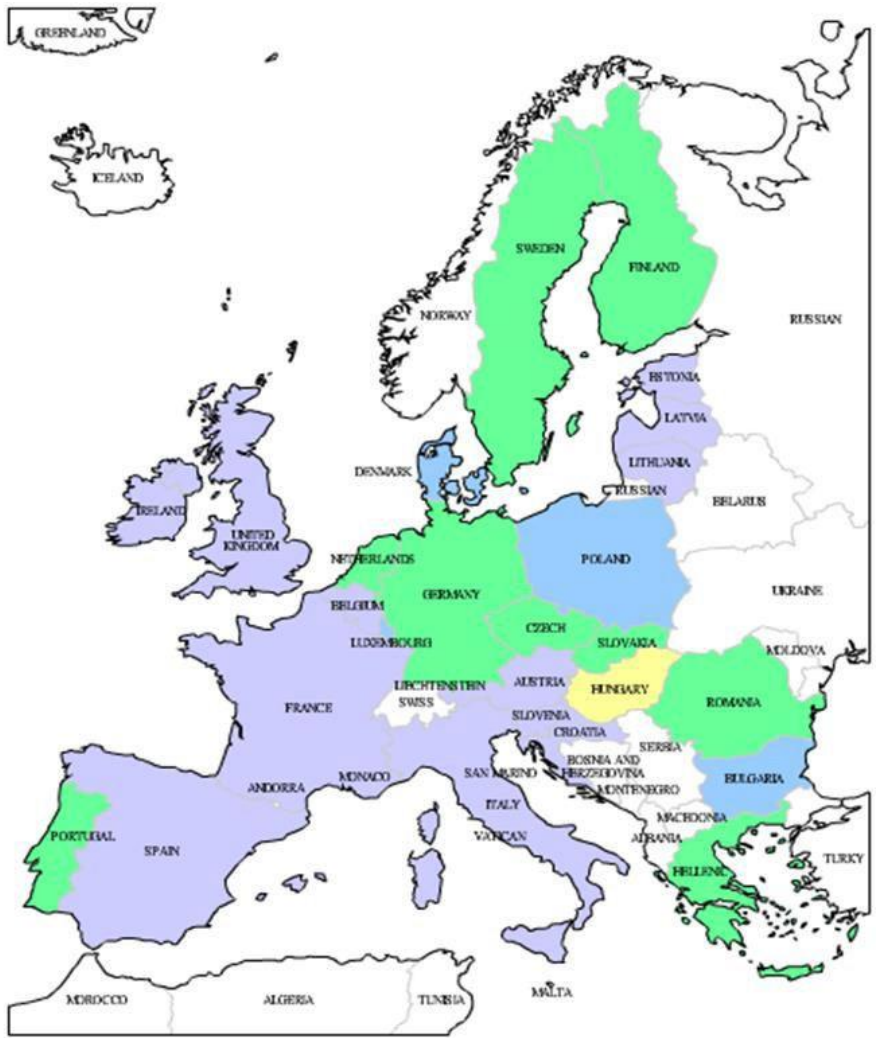 GREENLAND
ICELAND
SWEDEN
FINLAND
NORWAY
RUSSIAN
ESTONIA
LATVIA
LITHUANIA
DENMARK
RUSSIAN
BELARUS
IRELAND
UNITED
KINGDOM
NETHERLANDS
POLAND
GERMANY
UKRAINE
BELGIUM
CZECH
LUXEMBOURG
SLOVAKIA
MOLDOVA
LIECHTENSTEIN
AUSTRIA
HUNGARY
SWISS
FRANCE
ROMANIA
SLOVENIA
CROATIA
SERBIA
BOSNIA AND
HERZEGOVINA
SAN MARINO
MONACO
ANDORRA
BULGARIA
MONTENEGRO
ITALY
MACEDONIA
PORTUGAL
VATICAN
ALBANIA
SPAIN
TURKY
HELLENIC
MALTA
MOROCCO
ALGERIA
TUNISIA